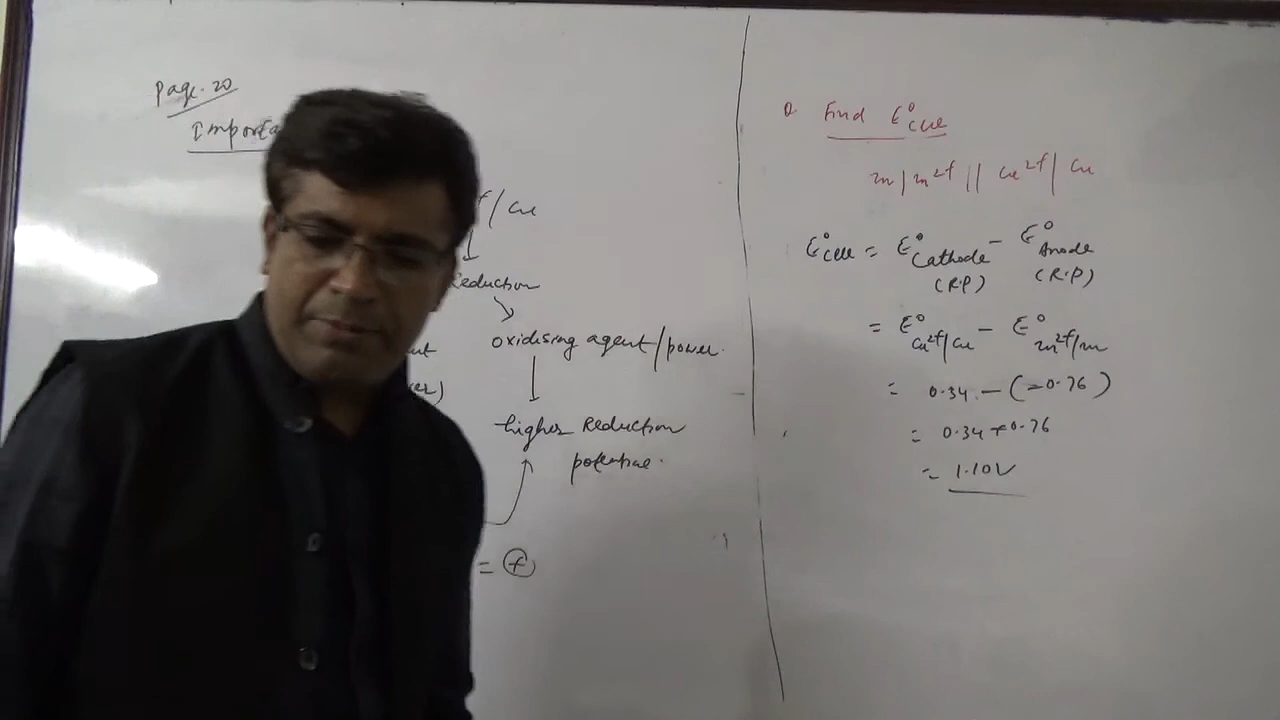 Page. 20
Importa
/ Cu
Reduction
oxidising agent/power.
higher Reduction
potential.
= +
Q Find E°cell
Zn | Zn2+ || Cu2+ | Cu
E°cell = E°Cathode - E°Anode
(R.P) (R.P)
= E°Cu2+/Cu - E°Zn2+/Zn
= 0.34 - (-0.76)
= 0.34 + 0.76
= 1.10V